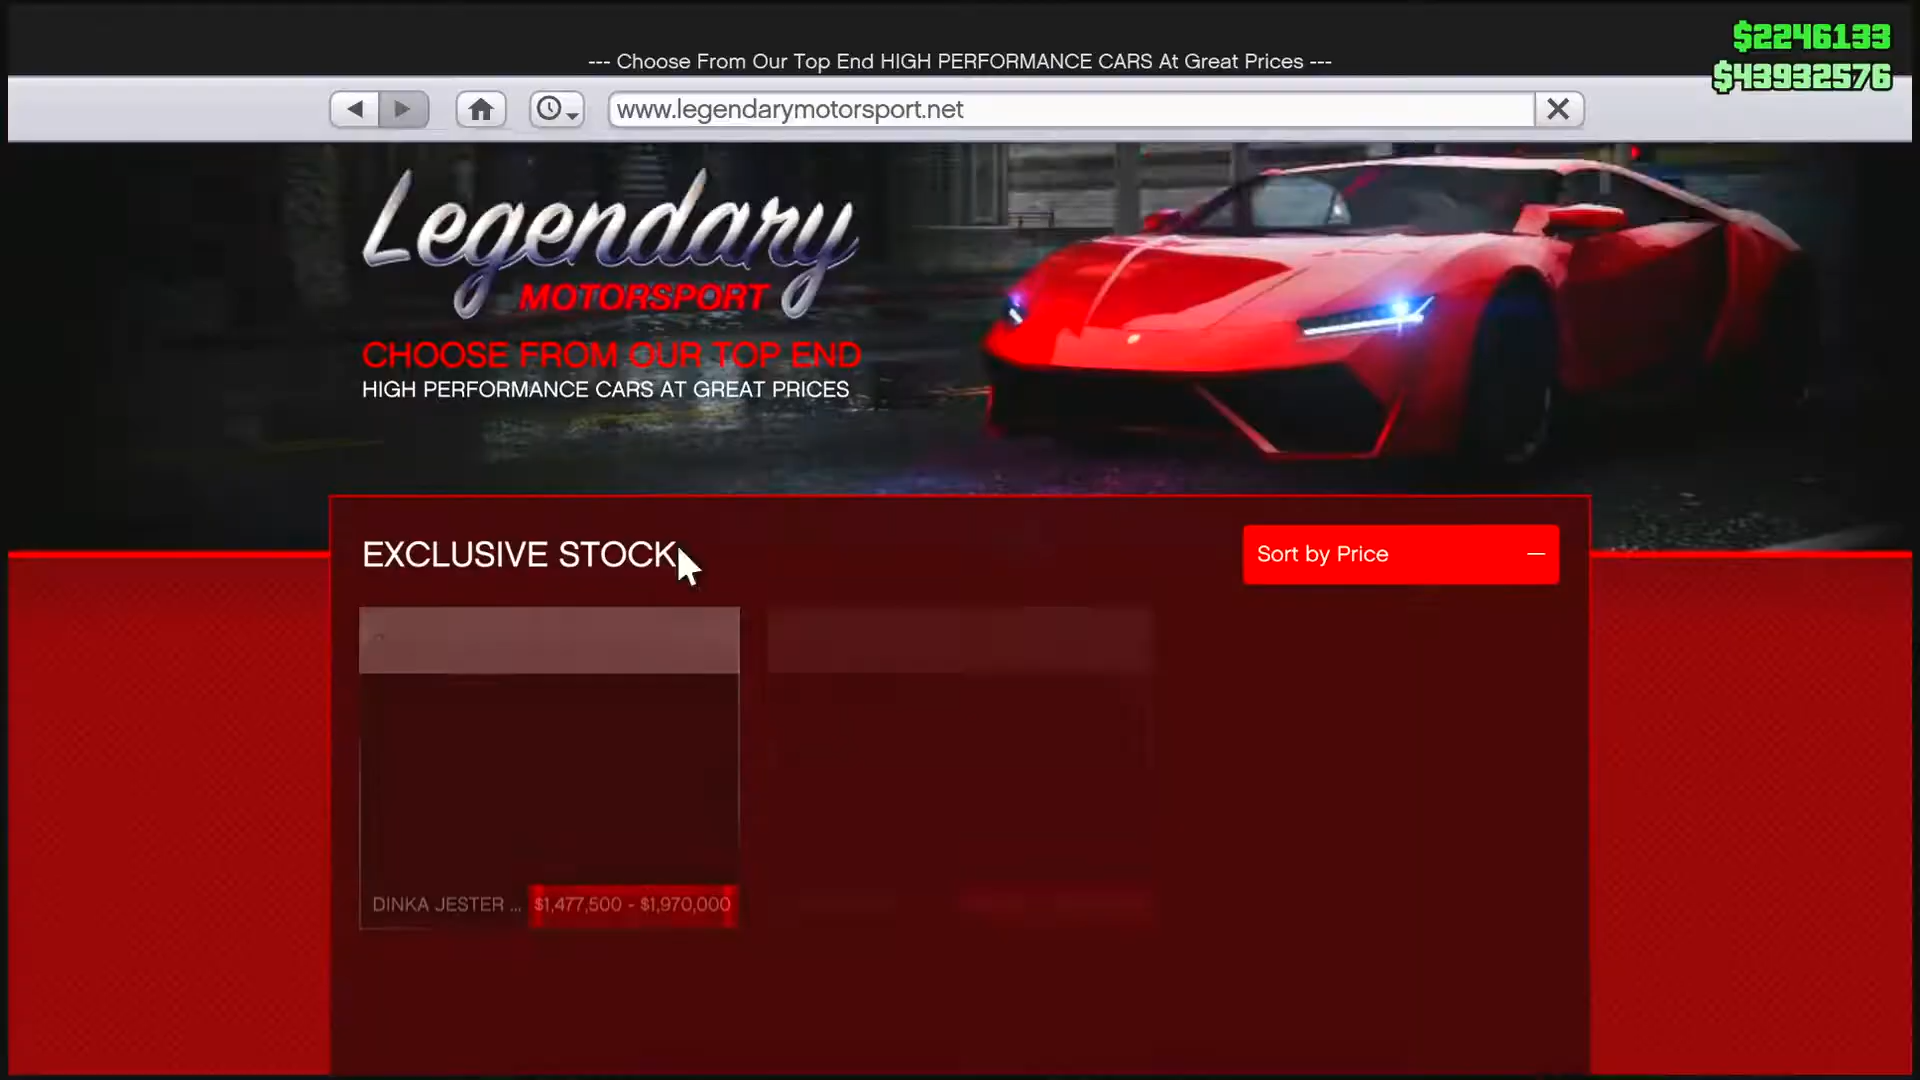 $2246133
--- Choose From Our Top End HIGH PERFORMANCE CARS At Great Prices ---
$43932576
www.legendarymotorsport.net
Legendary
MOTORSPORT
CHOOSE FROM OUR TOP END
HIGH PERFORMANCE CARS AT GREAT PRICES
EXCLUSIVE STOCK
Sort by Price
DINKA JESTER ... $1,477,500 - $1,970,000